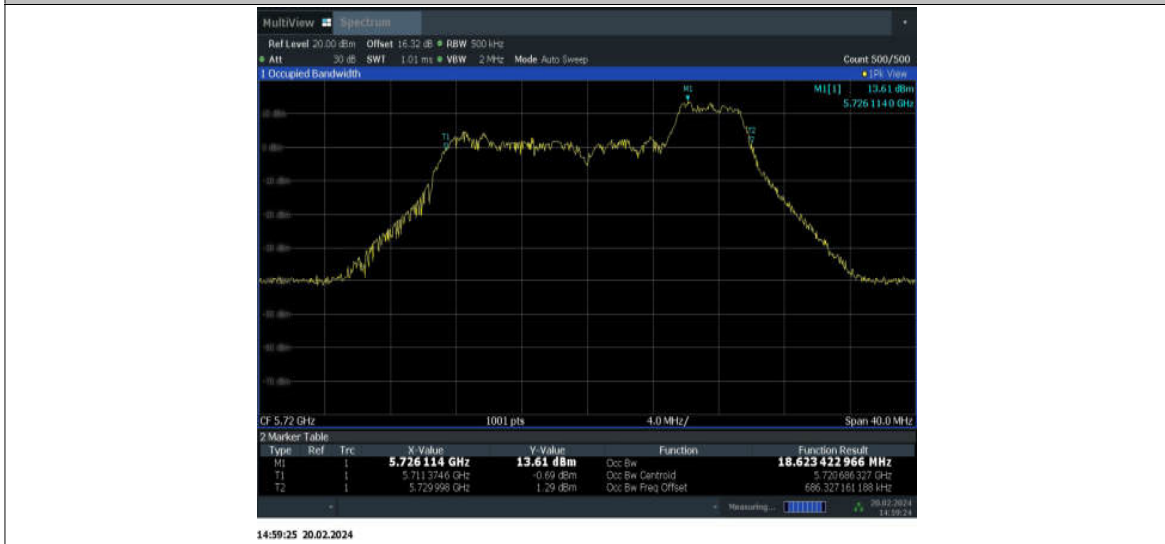 MultiView Spectrum
Ref Level 20.00 dBm Offset 16.32 dB RBW 500 kHz
Att 30 dB SWT 1.01 ms VBW 2 MHz Mode Auto Sweep Count 500/500
1 Occupied Bandwidth 1Pk View
M1[1] 13.61 dBm
5.726 114 0 GHz
M1
T1
T2
CF 5.72 GHz 1001 pts 4.0 MHz/ Span 40.0 MHz
2 Marker Table
Type Ref Trc X-Value Y-Value Function Function Result
M1 1 5.726 114 GHz 13.61 dBm Occ Bw 18.623 422 966 MHz
T1 1 5.711 374 6 GHz -0.69 dBm Occ Bw Centroid 5.720 686 327 GHz
T2 1 5.729 998 GHz 1.29 dBm Occ Bw Freq Offset 686.327 161 188 kHz
Measuring... 20.02.2024
14:59:24
14:59:25 20.02.2024